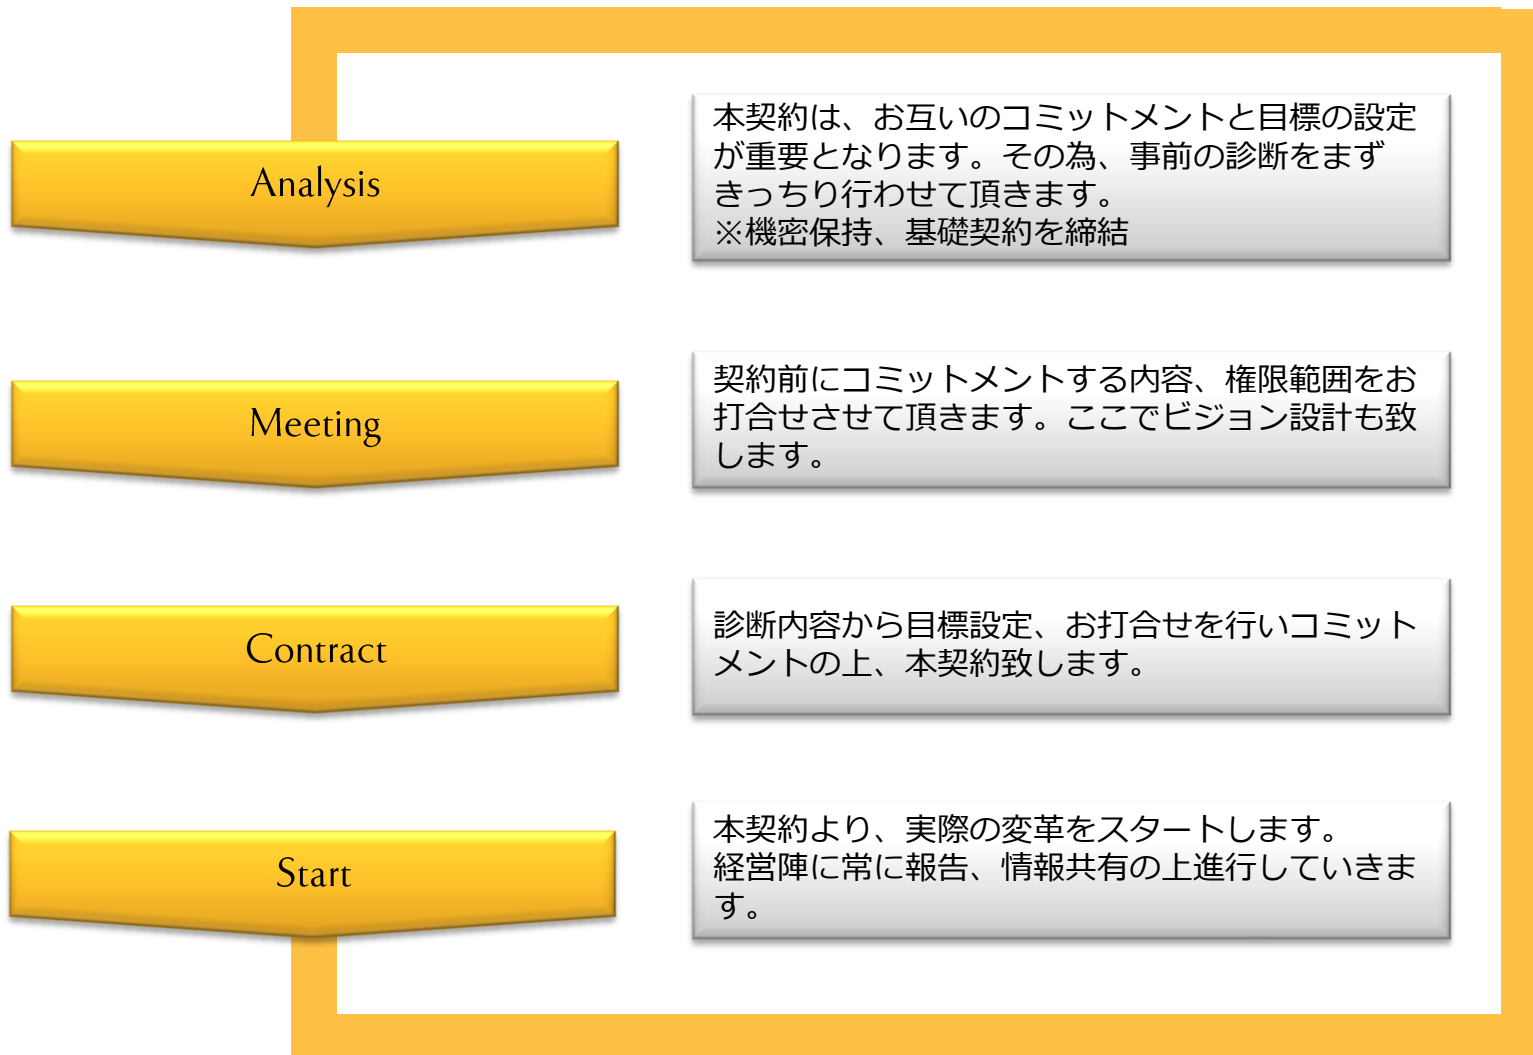 Analysis
本契約は、お互いのコミットメントと目標の設定
が重要となります。その為、事前の診断をまず
きっちり行わせて頂きます。
※機密保持、基礎契約を締結
Meeting
契約前にコミットメントする内容、権限範囲をお
打合せさせて頂きます。ここでビジョン設計も致
します。
Contract
診断内容から目標設定、お打合せを行いコミット
メントの上、本契約致します。
Start
本契約より、実際の変革をスタートします。
経営陣に常に報告、情報共有の上進行していきま
す。